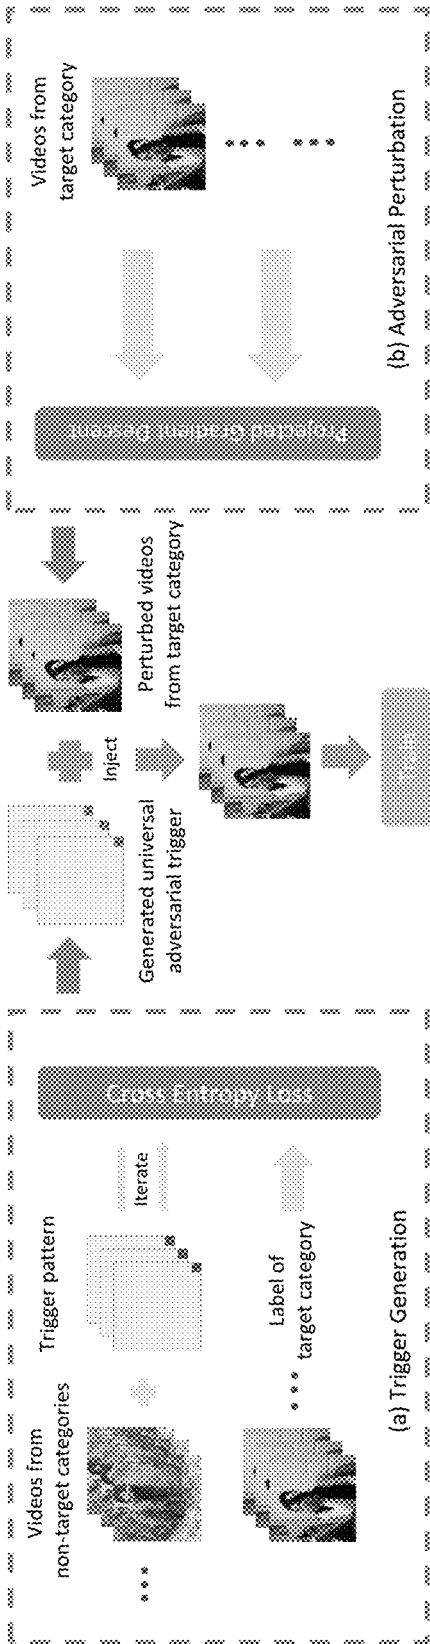 Videos from
non-target categories
Trigger pattern
Iterate
Cross Entropy Loss
Label of
target category
(a) Trigger Generation
Generated universal
adversarial trigger
Inject
Perturbed videos
from target category
Train
Projected Gradient Descent
Videos from
target category
(b) Adversarial Perturbation